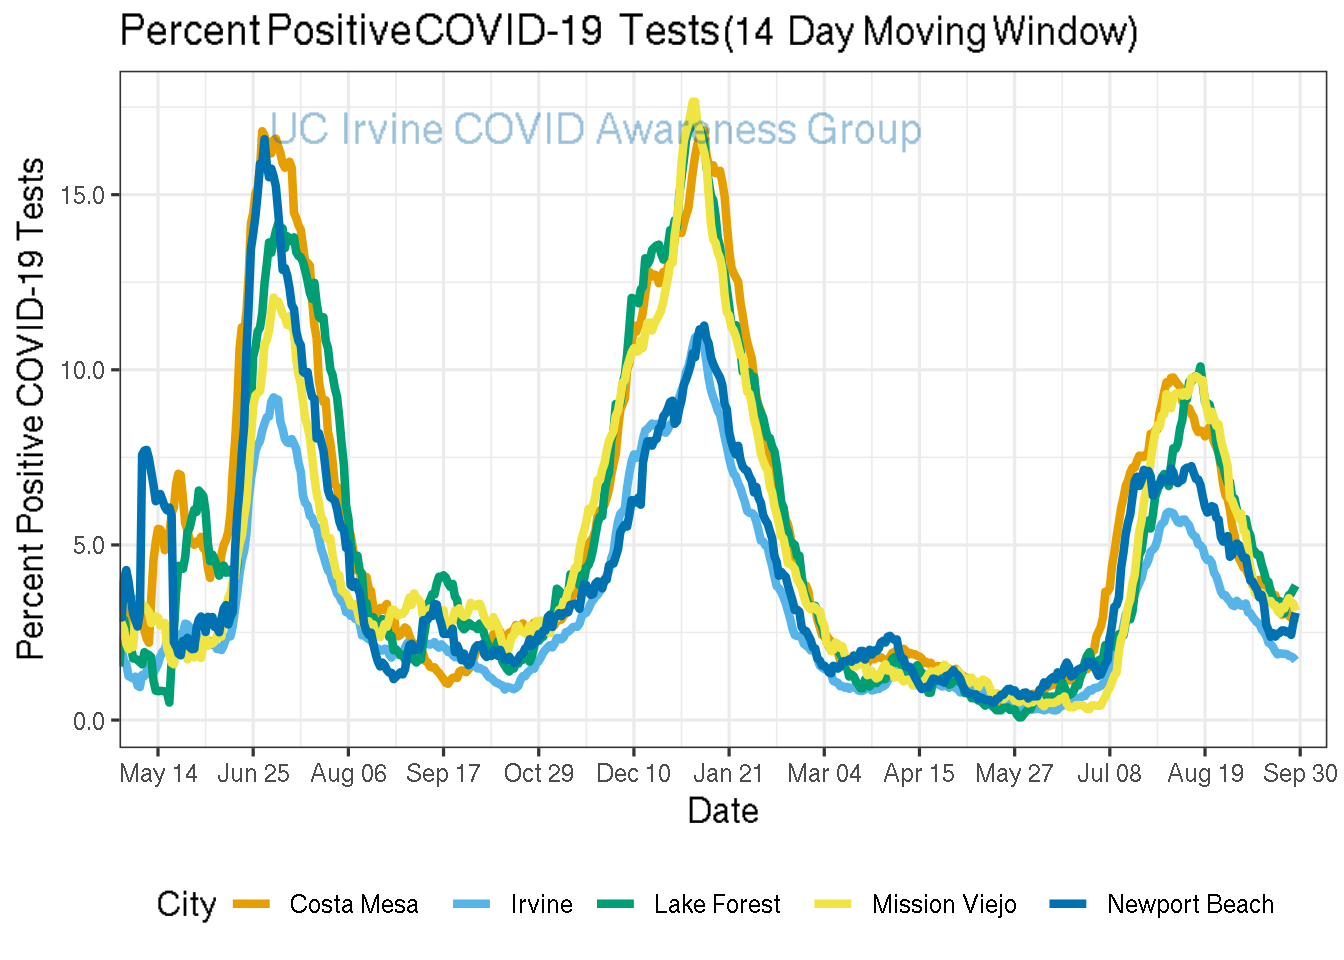 Percent Positive COVID-19 Tests (14 Day Moving Window)
UC Irvine COVID Awareness Group
Percent Positive COVID-19 Tests
15.0
10.0
5.0
0.0
May 14 Jun 25 Aug 06 Sep 17 Oct 29 Dec 10 Jan 21 Mar 04 Apr 15 May 27 Jul 08 Aug 19 Sep 30
Date
City Costa Mesa Irvine Lake Forest Mission Viejo Newport Beach